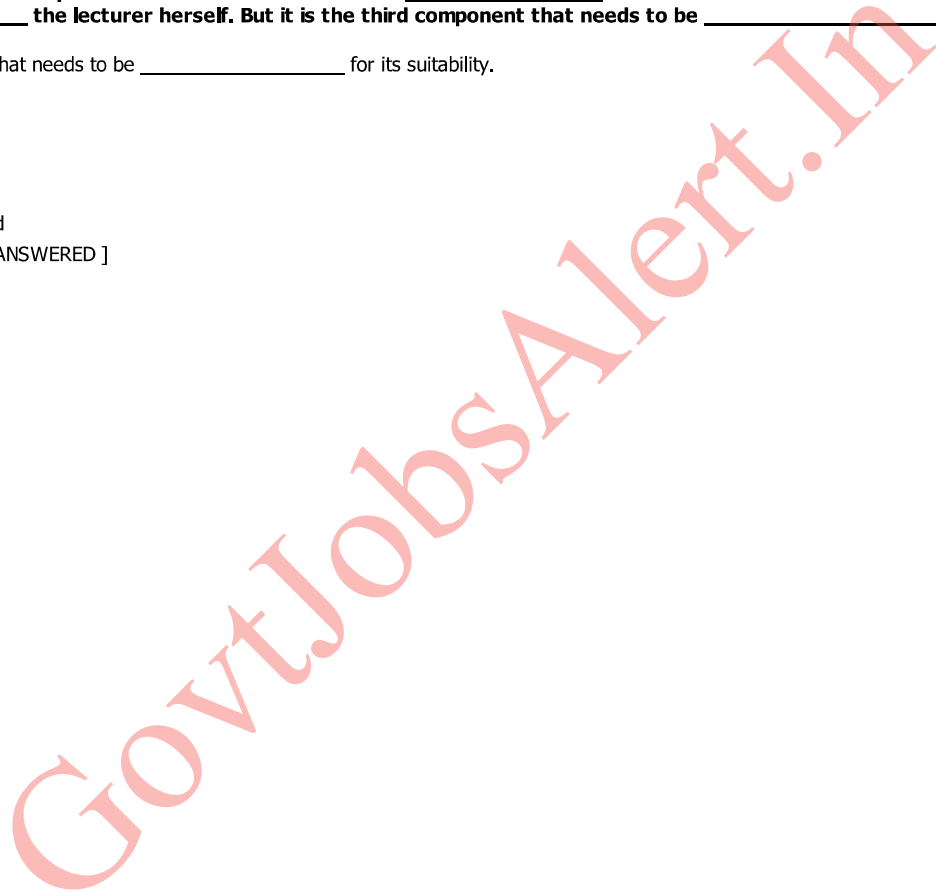 the lecturer herself. But it is the third component that needs to be
hat needs to be for its suitability.
d
ANSWERED ]
GovtJobsAlert.In